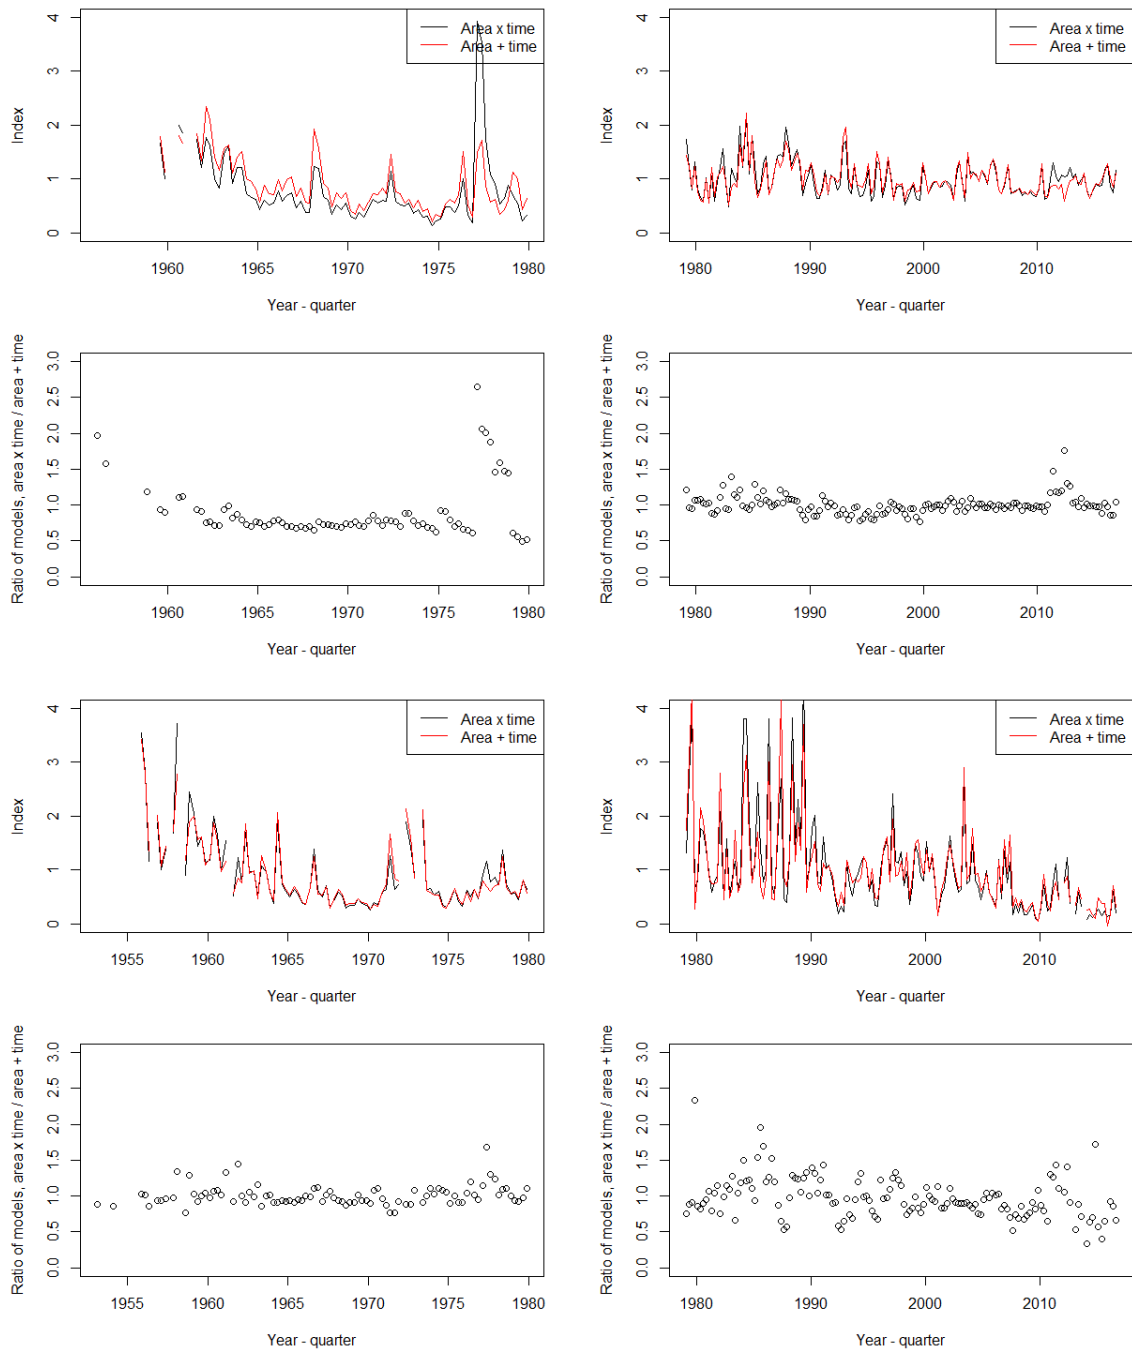 4
3
2
1
0
Index
Area x time
Area + time
1960 1965 1970 1975 1980
Year - quarter
4
3
2
1
0
Index
Area x time
Area + time
1980 1990 2000 2010
Year - quarter
3.0
2.5
2.0
1.5
1.0
0.5
0.0
Ratio of models, area x time / area + time
1960 1965 1970 1975 1980
Year - quarter
3.0
2.5
2.0
1.5
1.0
0.5
0.0
Ratio of models, area x time / area + time
1980 1990 2000 2010
Year - quarter
4
3
2
1
0
Index
Area x time
Area + time
1955 1960 1965 1970 1975 1980
Year - quarter
4
3
2
1
0
Index
Area x time
Area + time
1980 1990 2000 2010
Year - quarter
3.0
2.5
2.0
1.5
1.0
0.5
0.0
Ratio of models, area x time / area + time
1955 1960 1965 1970 1975 1980
Year - quarter
3.0
2.5
2.0
1.5
1.0
0.5
0.0
Ratio of models, area x time / area + time
1980 1990 2000 2010
Year - quarter